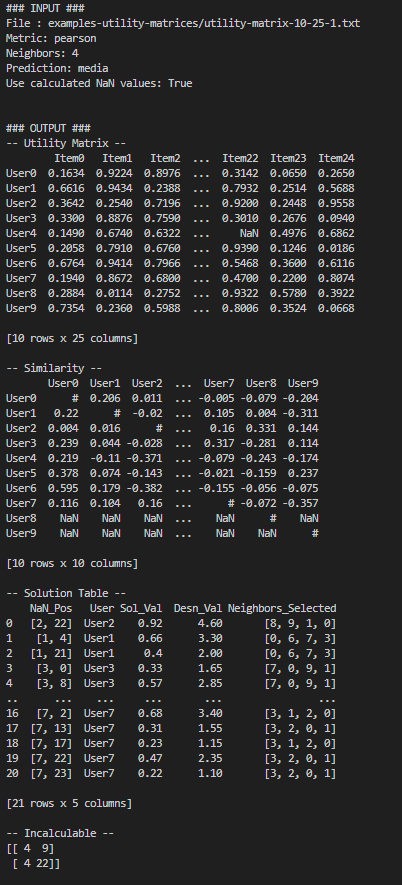 ### INPUT ###
File : examples-utility-matrices/utility-matrix-10-25-1.txt
Metric: pearson
Neighbors: 4
Prediction: media
Use calculated NaN values: True

### OUTPUT ###
-- Utility Matrix --
        Item0   Item1   Item2  ...  Item22  Item23  Item24
User0  0.1634  0.9224  0.8976  ...  0.3142  0.0650  0.2650
User1  0.6616  0.9434  0.2388  ...  0.7932  0.2514  0.5688
User2  0.3642  0.2540  0.7196  ...  0.9200  0.2448  0.9558
User3  0.3300  0.8876  0.7590  ...  0.3010  0.2676  0.0940
User4  0.1490  0.6740  0.6322  ...     NaN  0.4976  0.6862
User5  0.2058  0.7910  0.6760  ...  0.9390  0.1246  0.0186
User6  0.6764  0.9414  0.7966  ...  0.5468  0.3600  0.6116
User7  0.1940  0.8672  0.6800  ...  0.4700  0.2200  0.8074
User8  0.2884  0.0114  0.2752  ...  0.9322  0.5780  0.3922
User9  0.7354  0.2360  0.5988  ...  0.8006  0.3524  0.0668

[10 rows x 25 columns]

-- Similarity --
       User0  User1   User2  ...   User7   User8   User9
User0      #  0.206   0.011  ...  -0.005  -0.079  -0.204
User1   0.22      #   -0.02  ...   0.105   0.004  -0.311
User2  0.004  0.016       #  ...    0.16   0.331   0.144
User3  0.239  0.044  -0.028  ...   0.317  -0.281   0.114
User4  0.219  -0.11  -0.371  ...  -0.079  -0.243  -0.174
User5  0.378  0.074  -0.143  ...  -0.021  -0.159   0.237
User6  0.595  0.179  -0.382  ...  -0.155  -0.056  -0.075
User7  0.116  0.104    0.16  ...       #  -0.072  -0.357
User8    NaN    NaN     NaN  ...     NaN       #     NaN
User9    NaN    NaN     NaN  ...     NaN     NaN       #

[10 rows x 10 columns]

-- Solution Table --
    NaN_Pos   User Sol_Val  Desn_Val Neighbors_Selected
0   [2, 22]  User2    0.92      4.60       [8, 9, 1, 0]
1    [1, 4]  User1    0.66      3.30       [0, 6, 7, 3]
2   [1, 21]  User1     0.4      2.00       [0, 6, 7, 3]
3    [3, 0]  User3    0.33      1.65       [7, 0, 9, 1]
4    [3, 8]  User3    0.57      2.85       [7, 0, 9, 1]
..      ...    ...     ...       ...                ...
16   [7, 2]  User7    0.68      3.40       [3, 1, 2, 0]
17  [7, 13]  User7    0.31      1.55       [3, 2, 0, 1]
18  [7, 17]  User7    0.23      1.15       [3, 1, 2, 0]
19  [7, 22]  User7    0.47      2.35       [3, 2, 0, 1]
20  [7, 23]  User7    0.22      1.10       [3, 2, 0, 1]

[21 rows x 5 columns]

-- Incalculable --
[[ 4  9]
 [ 4 22]]